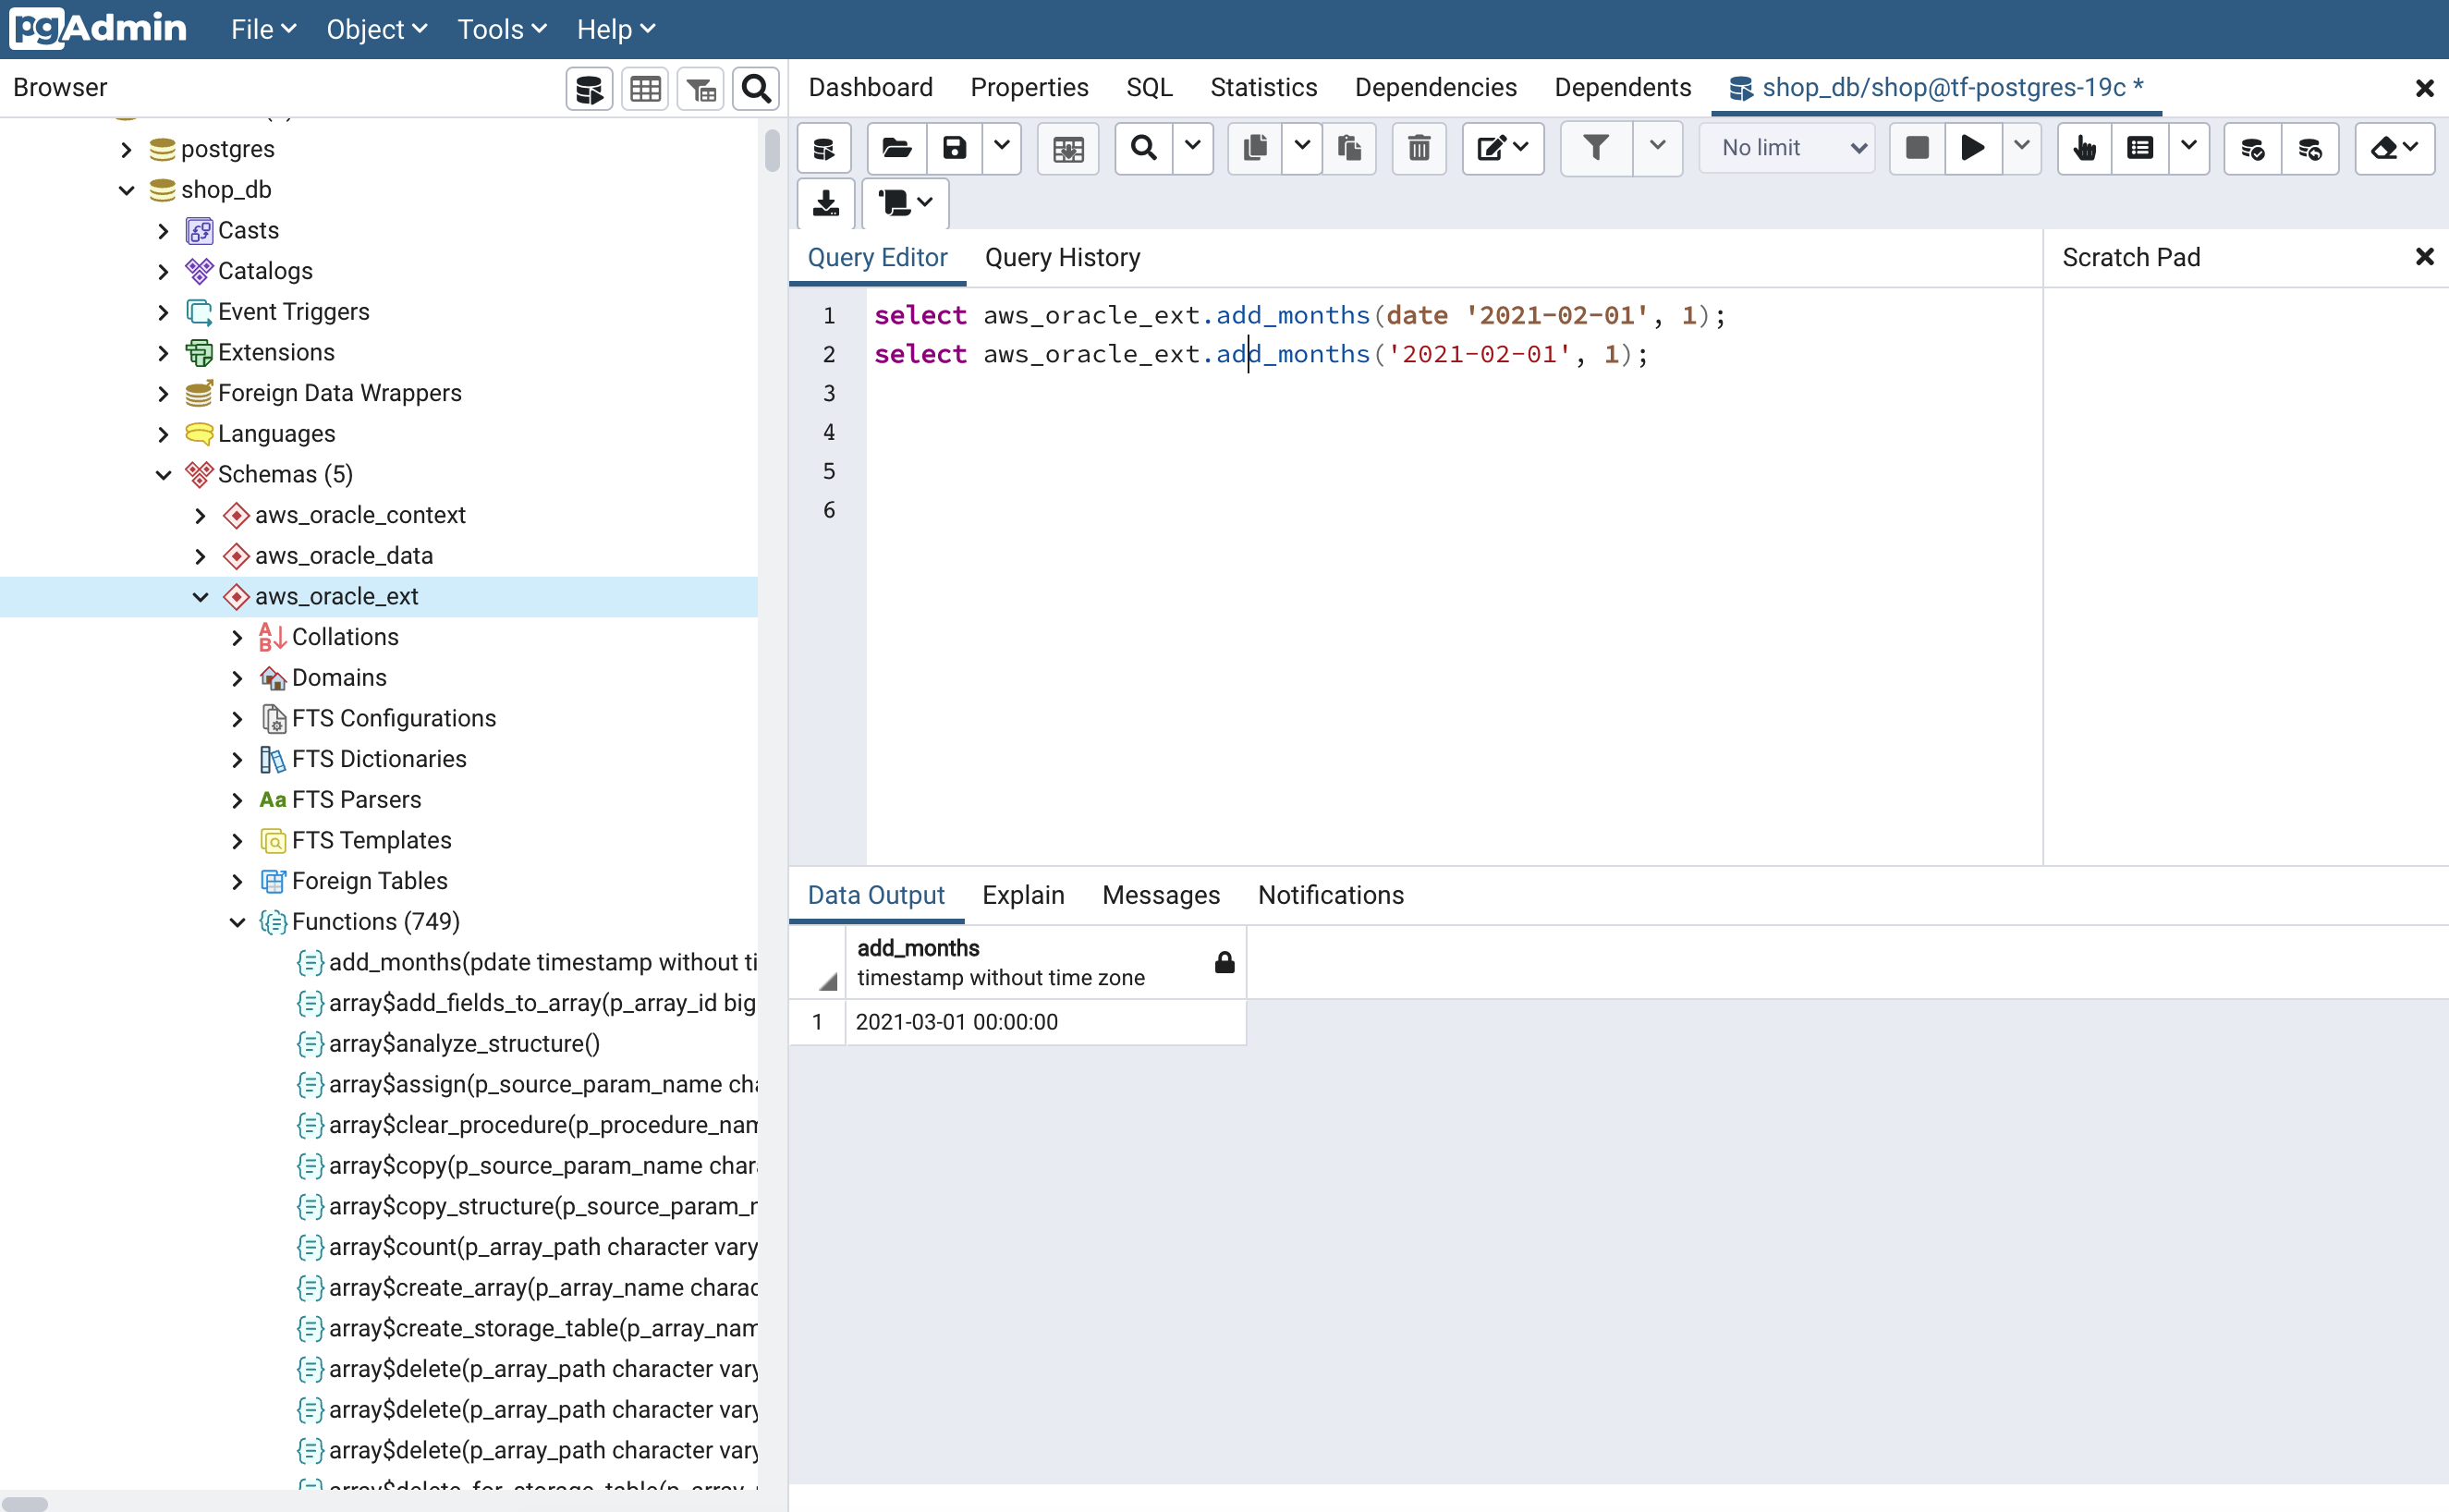 pgAdmin File Object Tools Help
Browser
Dashboard Properties SQL Statistics Dependencies Dependents shop_db/shop@tf-postgres-19c *
No limit
Query Editor Query History
Scratch Pad
1 select aws_oracle_ext.add_months(date '2021-02-01', 1);
2 select aws_oracle_ext.add_months('2021-02-01', 1);
3
4
5
6
Data Output Explain Messages Notifications
add_months
timestamp without time zone
1 2021-03-01 00:00:00
postgres
shop_db
Casts
Catalogs
Event Triggers
Extensions
Foreign Data Wrappers
Languages
Schemas (5)
aws_oracle_context
aws_oracle_data
aws_oracle_ext
Collations
Domains
FTS Configurations
FTS Dictionaries
Aa FTS Parsers
FTS Templates
Foreign Tables
Functions (749)
add_months(pdate timestamp without ti
array$add_fields_to_array(p_array_id big
array$analyze_structure()
array$assign(p_source_param_name cha
array$clear_procedure(p_procedure_nam
array$copy(p_source_param_name chara
array$copy_structure(p_source_param_n
array$count(p_array_path character vary
array$create_array(p_array_name charac
array$create_storage_table(p_array_nam
array$delete(p_array_path character vary
array$delete(p_array_path character vary
array$delete(p_array_path character vary
array$delete_for_storage_table(p_array_